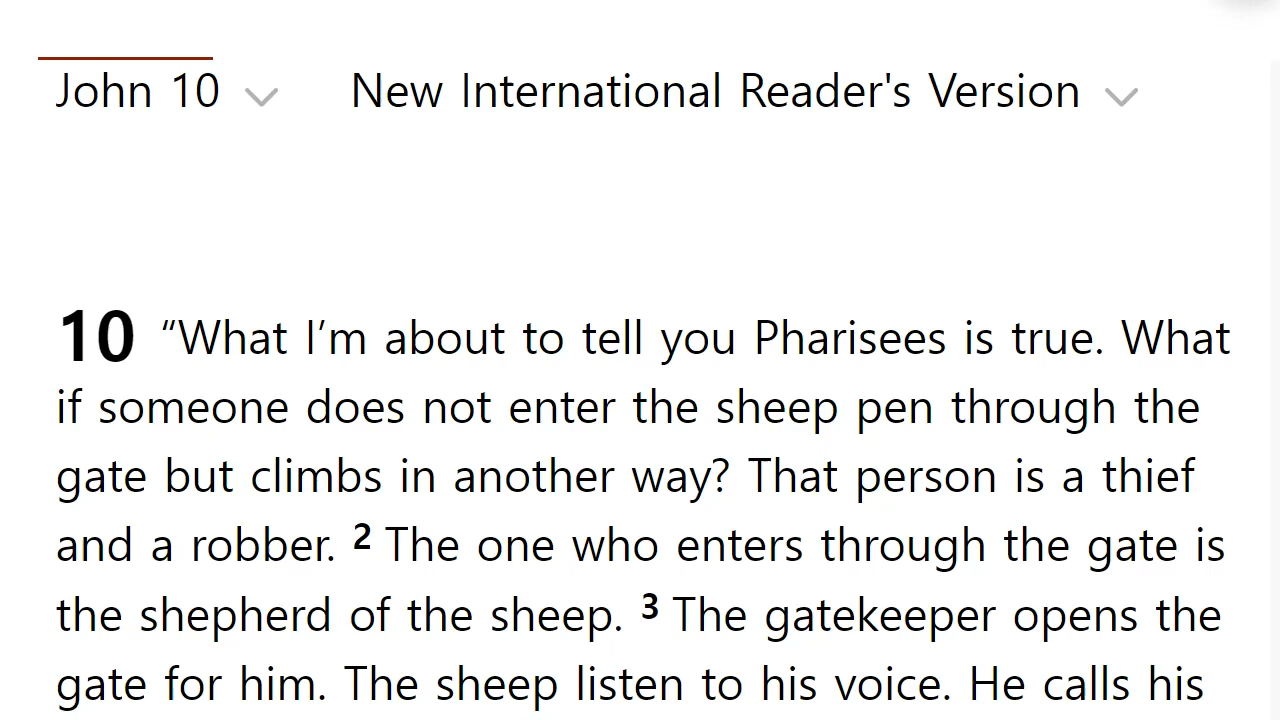 John 10 New International Reader's Version
10 “What I’m about to tell you Pharisees is true. What
if someone does not enter the sheep pen through the
gate but climbs in another way? That person is a thief
and a robber. 2 The one who enters through the gate is
the shepherd of the sheep. 3 The gatekeeper opens the
gate for him. The sheep listen to his voice. He calls his